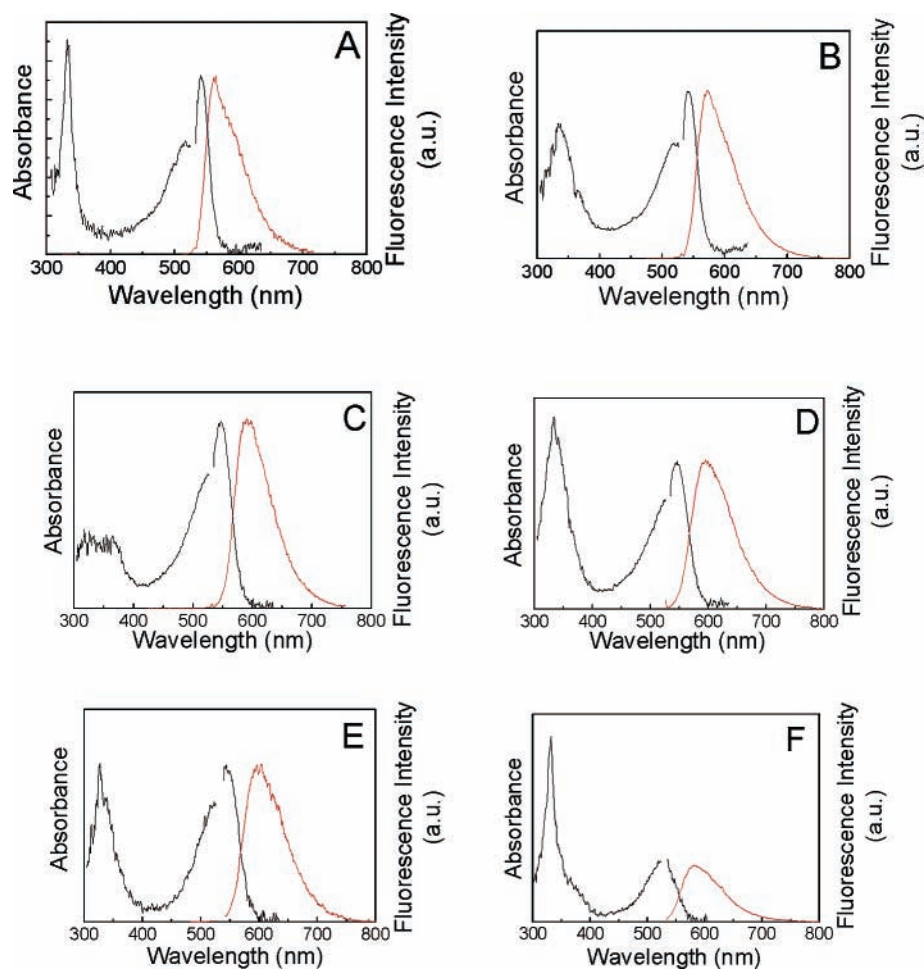 A
Absorbance
Fluorescence Intensity
(a.u.)
300 400 500 600 700 800
Wavelength (nm)
B
Absorbance
Fluorescence Intensity
(a.u.)
300 400 500 600 700 800
Wavelength (nm)
C
Absorbance
Fluorescence Intensity
(a.u.)
300 400 500 600 700 800
Wavelength (nm)
D
Absorbance
Fluorescence Intensity
(a.u.)
300 400 500 600 700 800
Wavelength (nm)
E
Absorbance
Fluorescence Intensity
(a.u.)
300 400 500 600 700 800
Wavelength (nm)
F
Absorbance
Fluorescence Intensity
(a.u.)
300 400 500 600 700 800
Wavelength (nm)